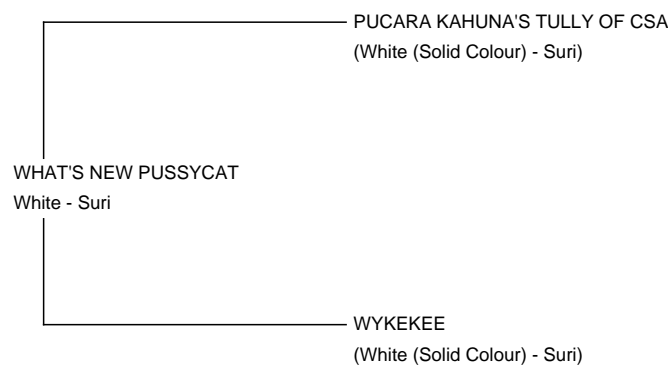 PUCARA KAHUNA'S TULLY OF CSA
(White (Solid Colour) - Suri)
WHAT'S NEW PUSSYCAT
White - Suri
WYKEKEE
(White (Solid Colour) - Suri)